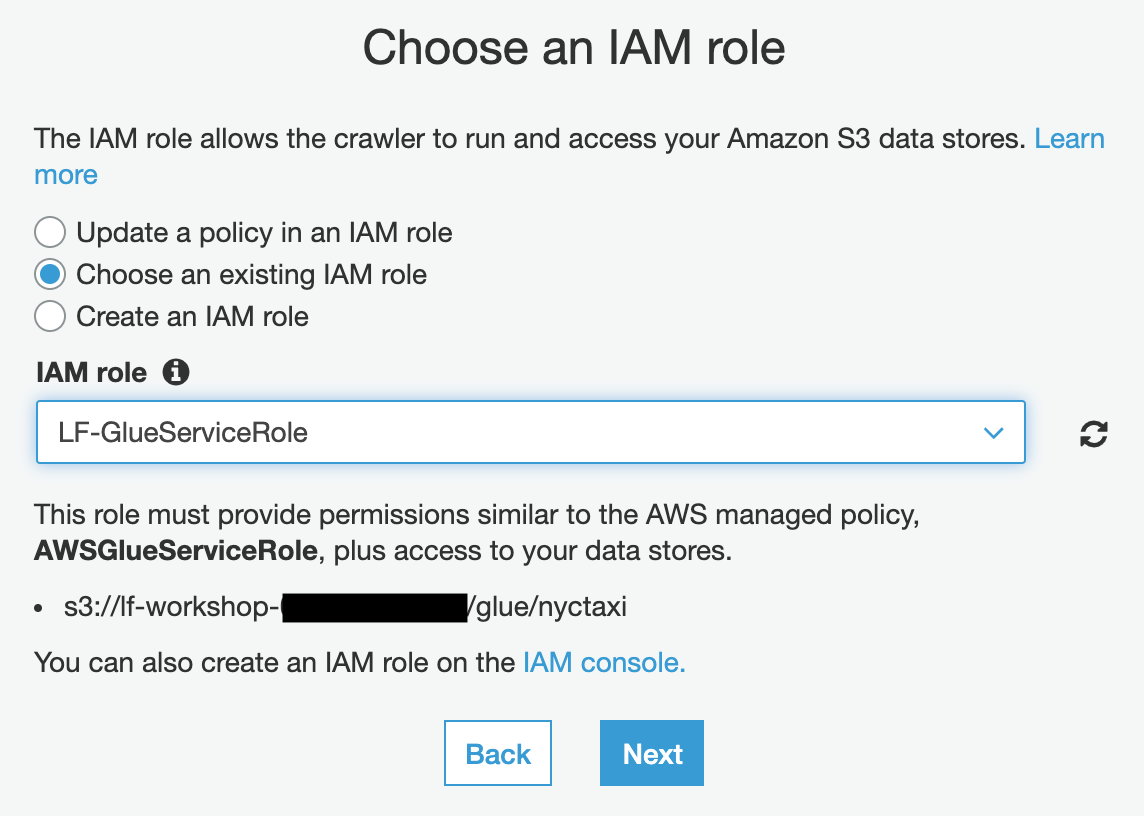 Choose an IAM role
The IAM role allows the crawler to run and access your Amazon S3 data stores. Learn
more
Update a policy in an IAM role
Choose an existing IAM role
Create an IAM role
IAM role
LF-GlueServiceRole
This role must provide permissions similar to the AWS managed policy,
AWSGlueServiceRole, plus access to your data stores.
• s3://lf-workshop-/glue/nyctaxi
You can also create an IAM role on the IAM console.
Back
Next